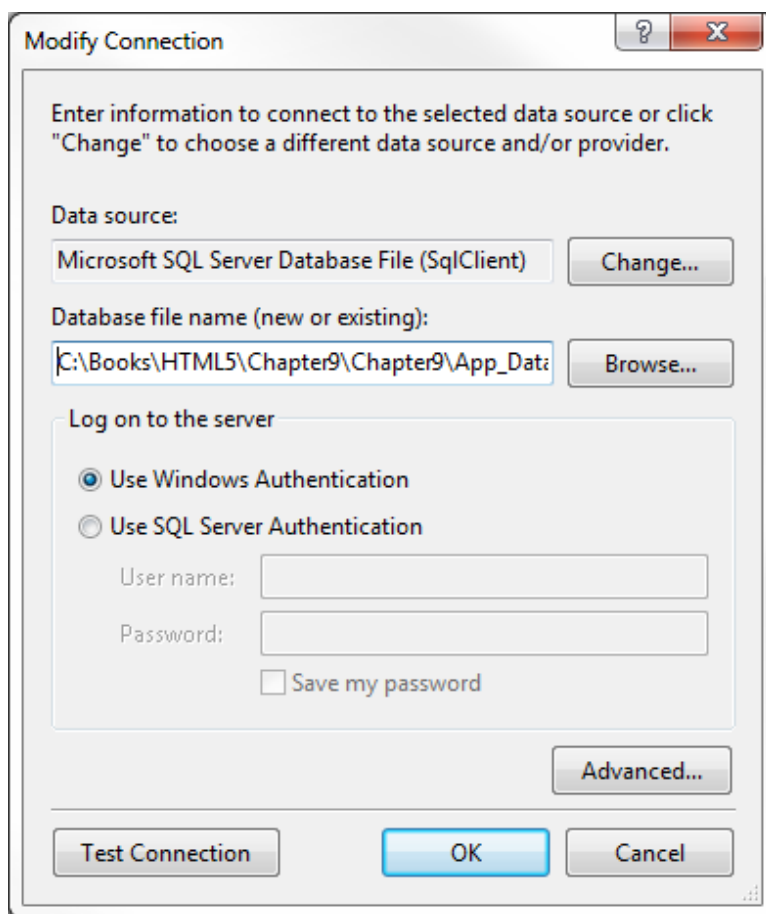 Modify Connection
Enter information to connect to the selected data source or click
"Change" to choose a different data source and/or provider.
Data source:
Microsoft SQL Server Database File (SqlClient)
Change...
Database file name (new or existing):
C:\Books\HTML5\Chapter9\Chapter9\App_Data
Browse...
Log on to the server
Use Windows Authentication
Use SQL Server Authentication
User name:
Password:
Save my password
Advanced...
Test Connection
OK
Cancel